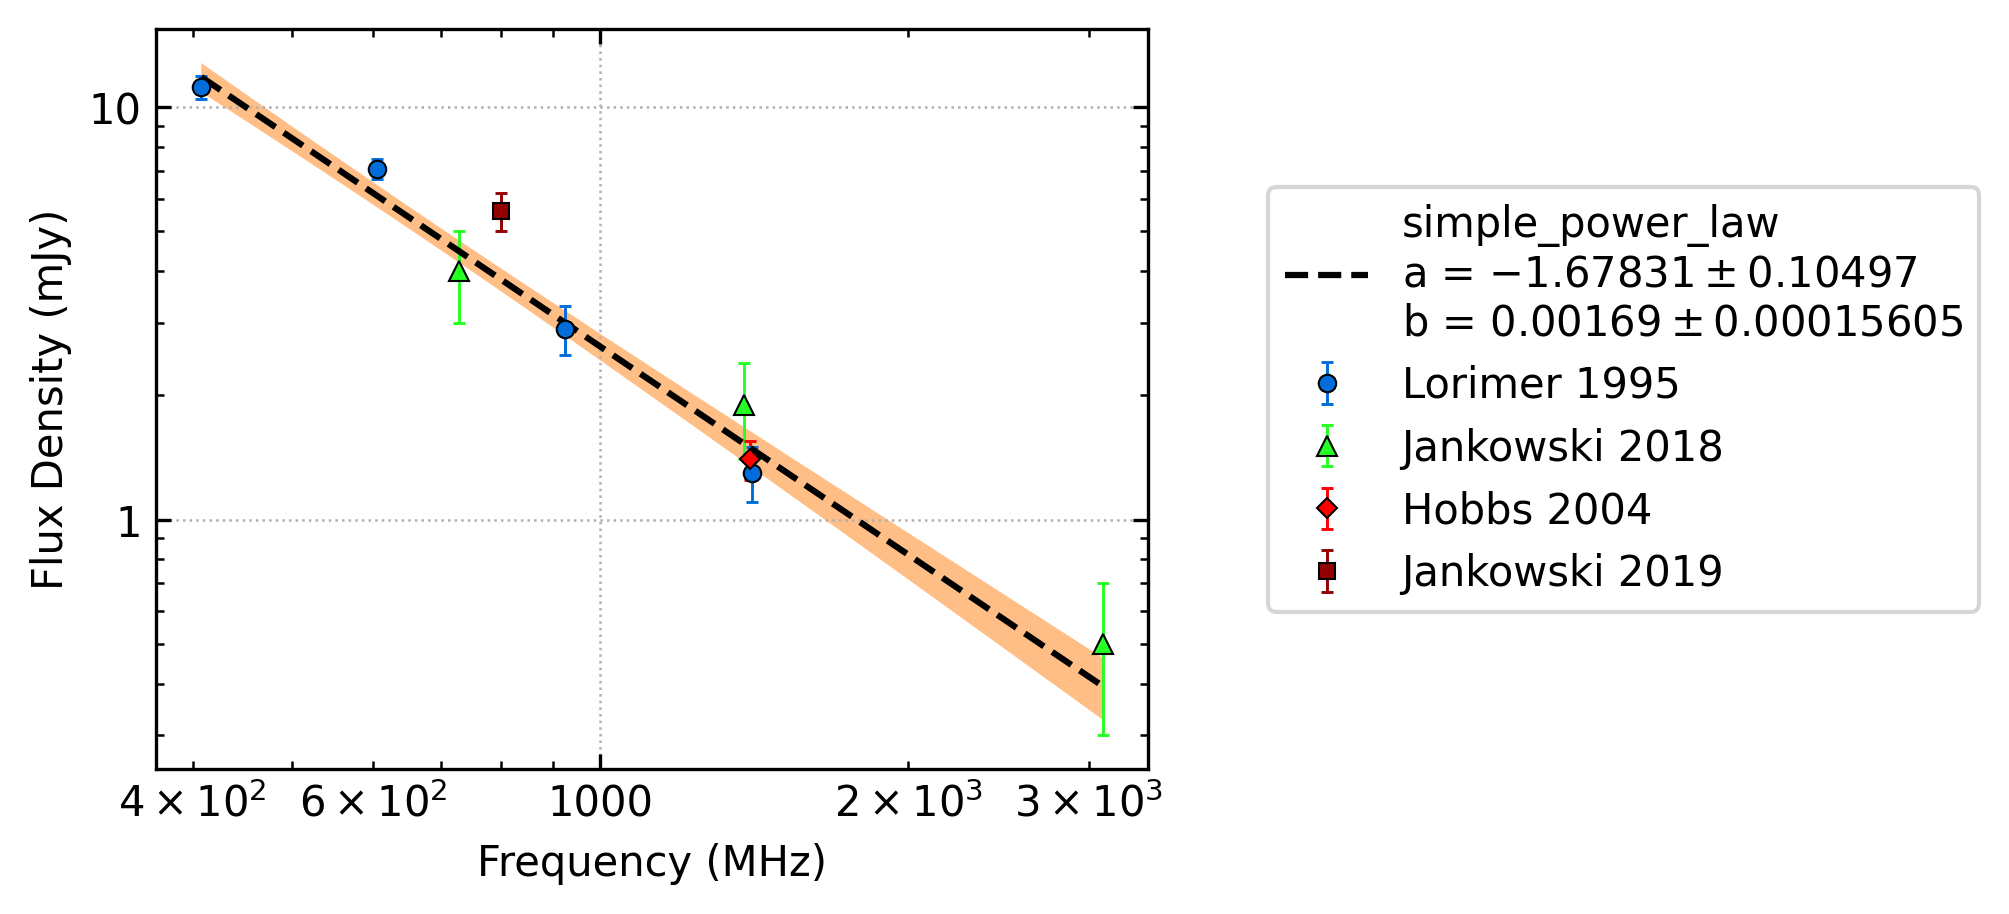 10
1
Flux Density (mJy)
4 × 10² 6 × 10² 1000 2 × 10³ 3 × 10³
Frequency (MHz)
simple_power_law
a = −1.67831 ± 0.10497
b = 0.00169 ± 0.00015605
Lorimer 1995
Jankowski 2018
Hobbs 2004
Jankowski 2019